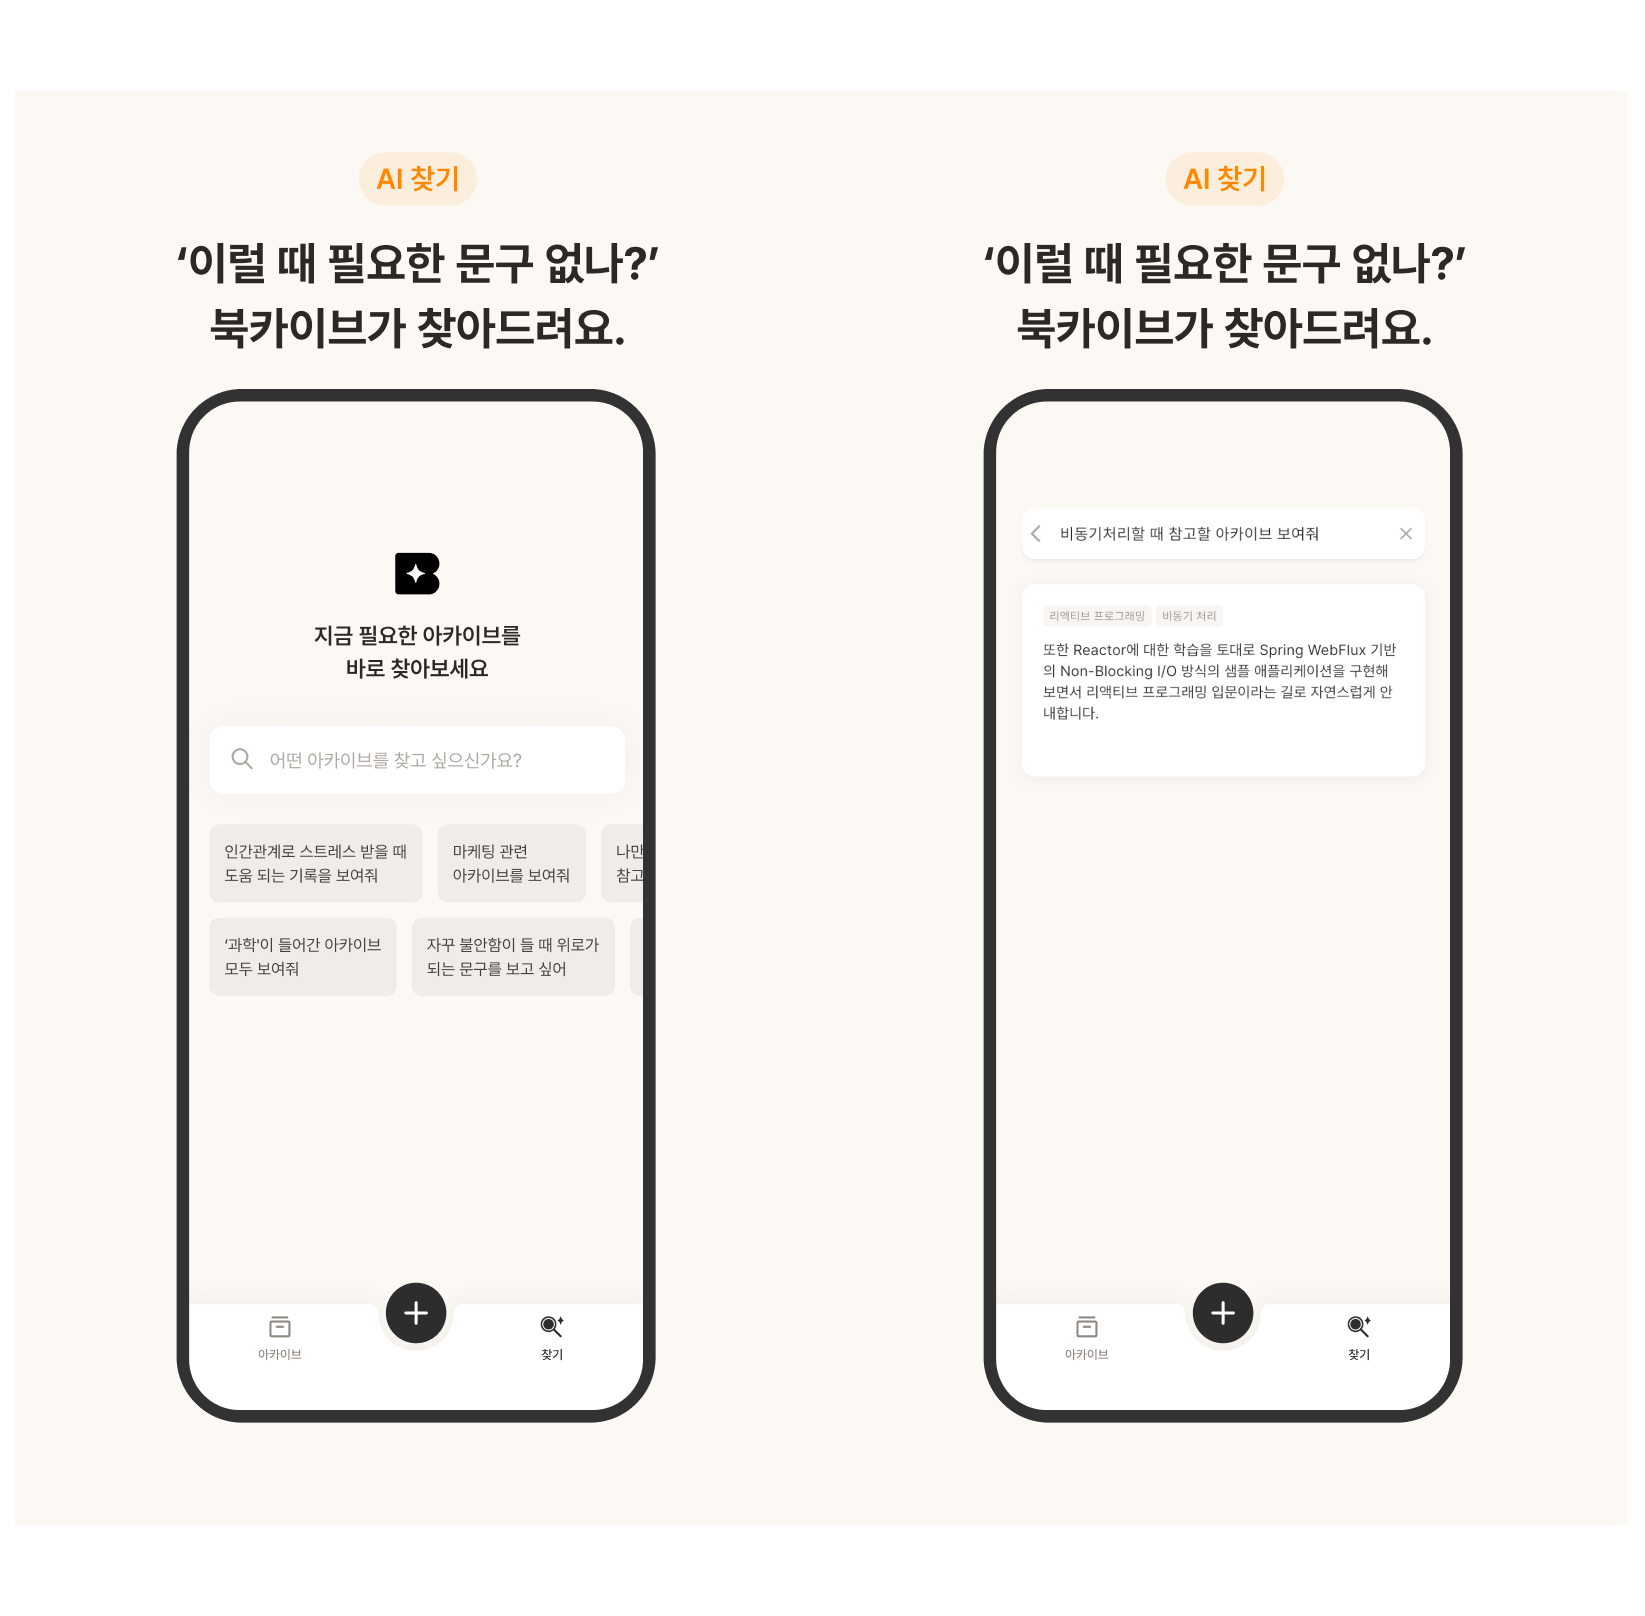 AI 찾기
‘이럴 때 필요한 문구 없나?’
북카이브가 찾아드려요.
지금 필요한 아카이브를
바로 찾아보세요
어떤 아카이브를 찾고 싶으신가요?
인간관계로 스트레스 받을 때
도움 되는 기록을 보여줘
마케팅 관련
아카이브를 보여줘
나만
참고
‘과학'이 들어간 아카이브
모두 보여줘
자꾸 불안함이 들 때 위로가
되는 문구를 보고 싶어
아카이브
찾기
AI 찾기
‘이럴 때 필요한 문구 없나?’
북카이브가 찾아드려요.
비동기처리할 때 참고할 아카이브 보여줘
리액티브 프로그래밍
비동기 처리
또한 Reactor에 대한 학습을 토대로 Spring WebFlux 기반
의 Non-Blocking I/O 방식의 샘플 애플리케이션을 구현해
보면서 리액티브 프로그래밍 입문이라는 길로 자연스럽게 안
내합니다.
아카이브
찾기